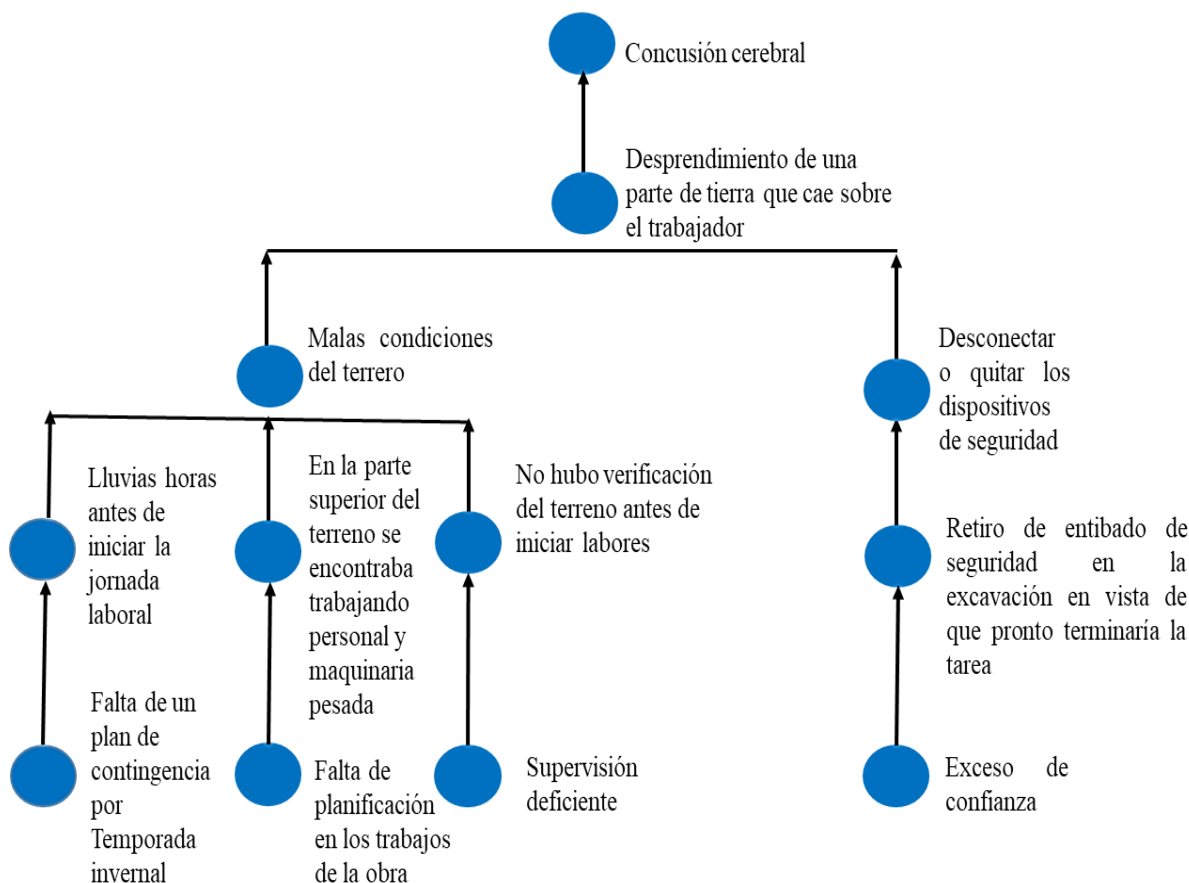 Concusión cerebral
Desprendimiento de una
parte de tierra que cae sobre
el trabajador
Malas condiciones
del terrero
Desconectar
o quitar los
dispositivos
de seguridad
Lluvias horas
antes de
iniciar la
jornada
laboral
En la parte
superior del
terreno se
encontraba
trabajando
personal y
maquinaria
pesada
No hubo verificación
del terreno antes de
iniciar labores
Retiro de entibado de
seguridad en la
excavación en vista de
que pronto terminaría la
tarea
Falta de un
plan de
contingencia
por
Temporada
invernal
Falta de
planificación
en los trabajos
de la obra
Supervisión
deficiente
Exceso de
confianza